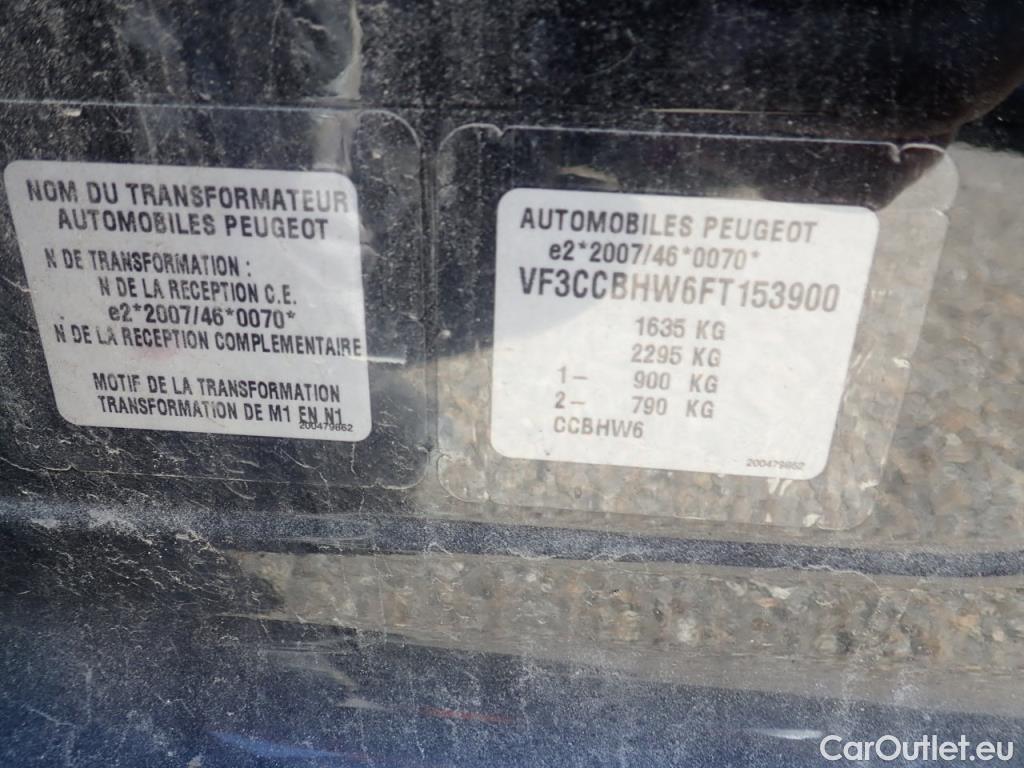 NOM DU TRANSFORMATEUR
AUTOMOBILES PEUGEOT
N DE TRANSFORMATION :
N DE LA RECEPTION C.E.
e2*2007/46*0070*
N DE LA RECEPTION COMPLEMENTAIRE
MOTIF DE LA TRANSFORMATION
TRANSFORMATION DE M1 EN N1
200479862
AUTOMOBILES PEUGEOT
e2*2007/46*0070*
VF3CCBHW6FT153900
1635 KG
2295 KG
1– 900 KG
2– 790 KG
CCBHW6
200479862
CarOutlet.eu